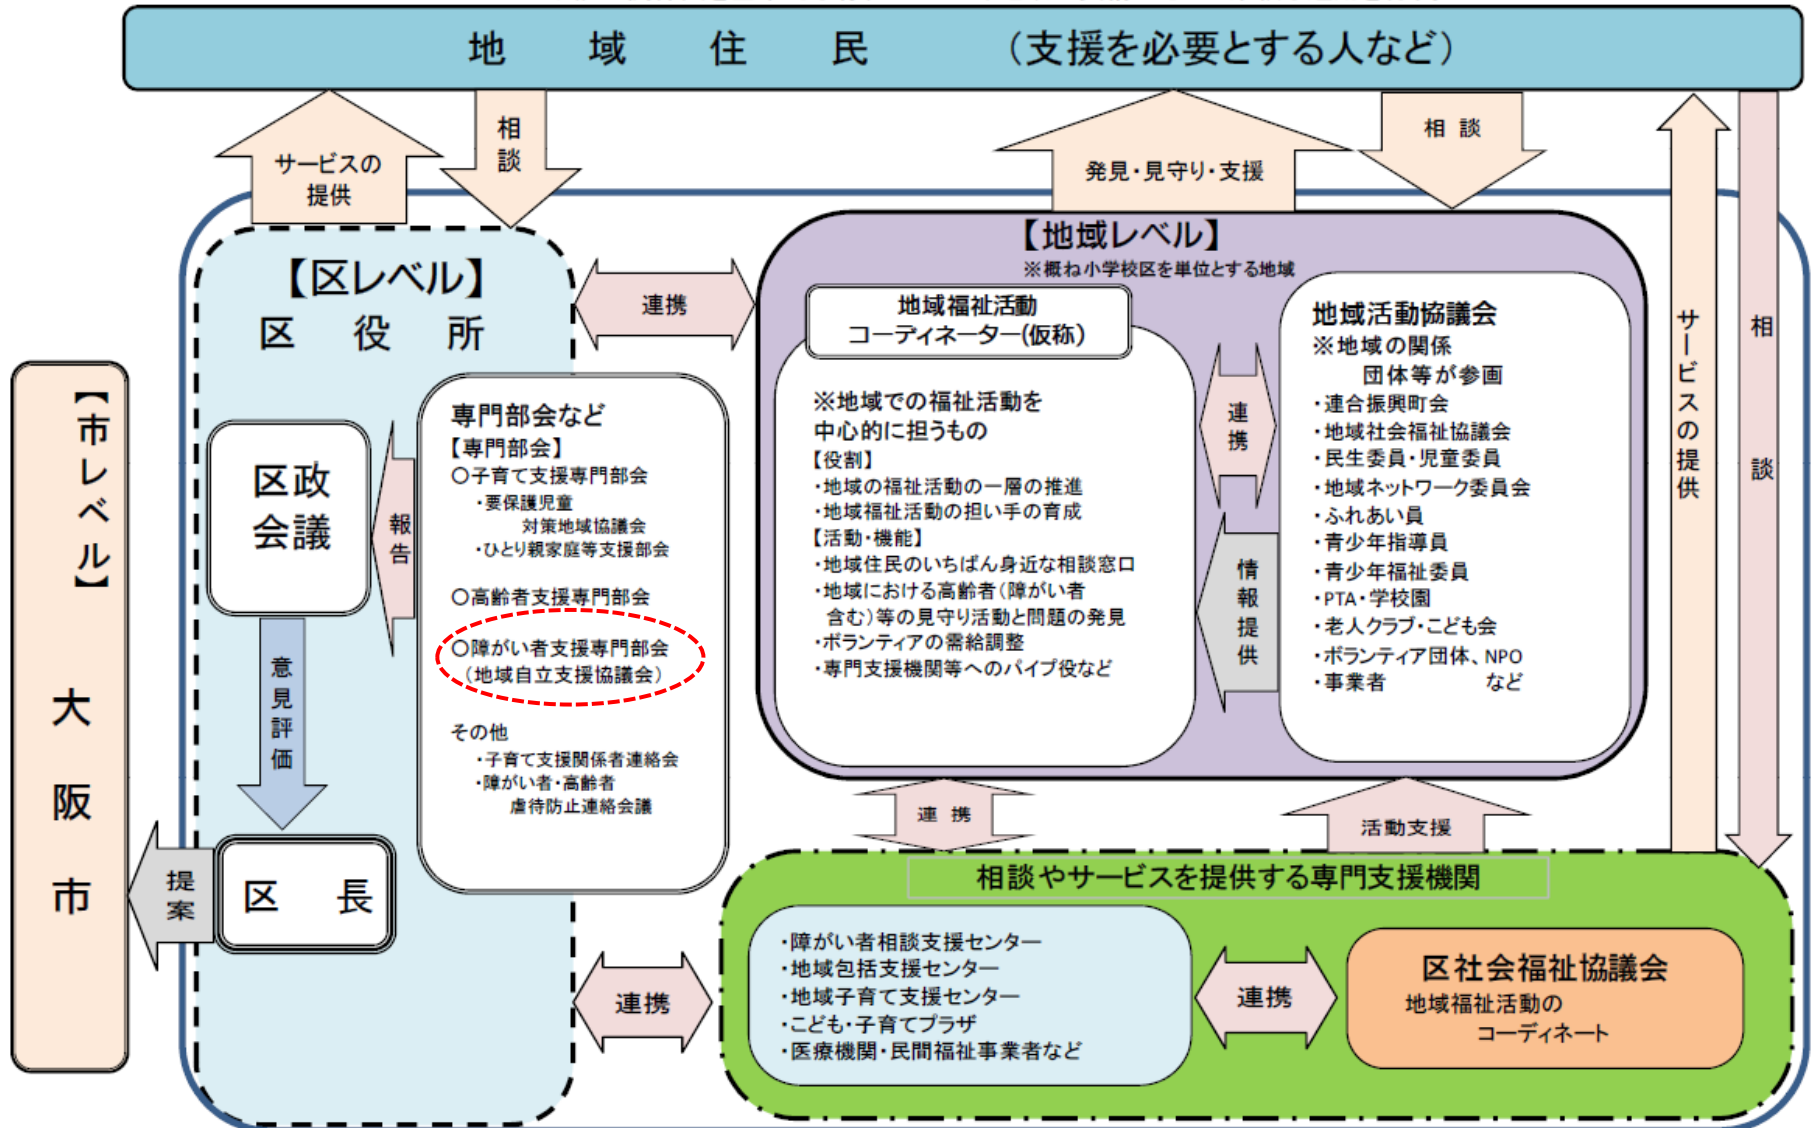 地域住民（支援を必要とする人など）
サービスの
提供
相談
発見・見守り・支援
相談
サービスの提供
相談
【市レベル】
大阪市
【区レベル】
区役所
区政
会議
報告
意見評価
区長
提案
専門部会など
【専門部会】
○子育て支援専門部会
・要保護児童
対策地域協議会
・ひとり親家庭等支援部会
○高齢者支援専門部会
○障がい者支援専門部会
（地域自立支援協議会）
その他
・子育て支援関係者連絡会
・障がい者・高齢者
虐待防止連絡会議
連携
【地域レベル】
※概ね小学校区を単位とする地域
地域福祉活動
コーディネーター(仮称)
※地域での福祉活動を
中心的に担うもの
【役割】
・地域の福祉活動の一層の推進
・地域福祉活動の担い手の育成
【活動・機能】
・地域住民のいちばん身近な相談窓口
・地域における高齢者（障がい者
含む）等の見守り活動と問題の発見
・ボランティアの需給調整
・専門支援機関等へのパイプ役など
連携
情報提供
地域活動協議会
※地域の関係
団体等が参画
・連合振興町会
・地域社会福祉協議会
・民生委員・児童委員
・地域ネットワーク委員会
・ふれあい員
・青少年指導員
・青少年福祉委員
・PTA・学校園
・老人クラブ・こども会
・ボランティア団体、NPO
・事業者 など
連携
活動支援
相談やサービスを提供する専門支援機関
連携
・障がい者相談支援センター
・地域包括支援センター
・地域子育て支援センター
・こども・子育てプラザ
・医療機関・民間福祉事業者など
連携
区社会福祉協議会
地域福祉活動の
コーディネート